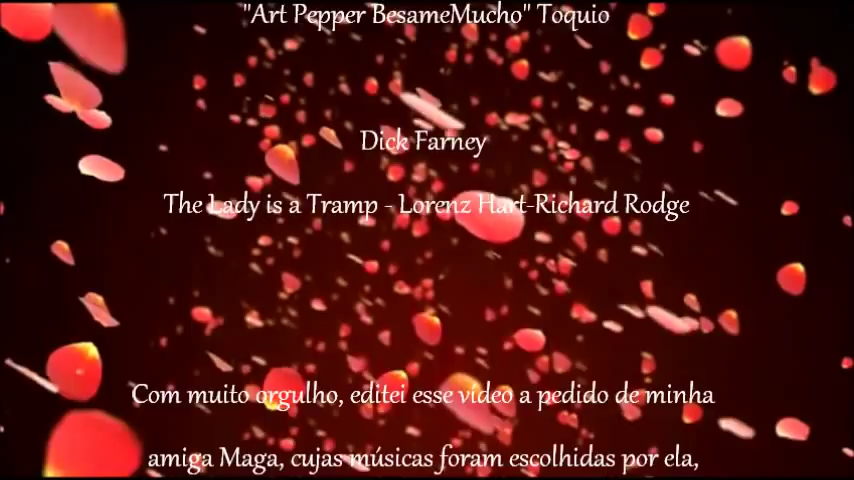 "Art Pepper BesameMucho" Toquio
Dick Farney
The Lady is a Tramp - Lorenz Hart-Richard Rodge
Com muito orgulho, editei esse vídeo a pedido de minha
amiga Maga, cujas músicas foram escolhidas por ela,